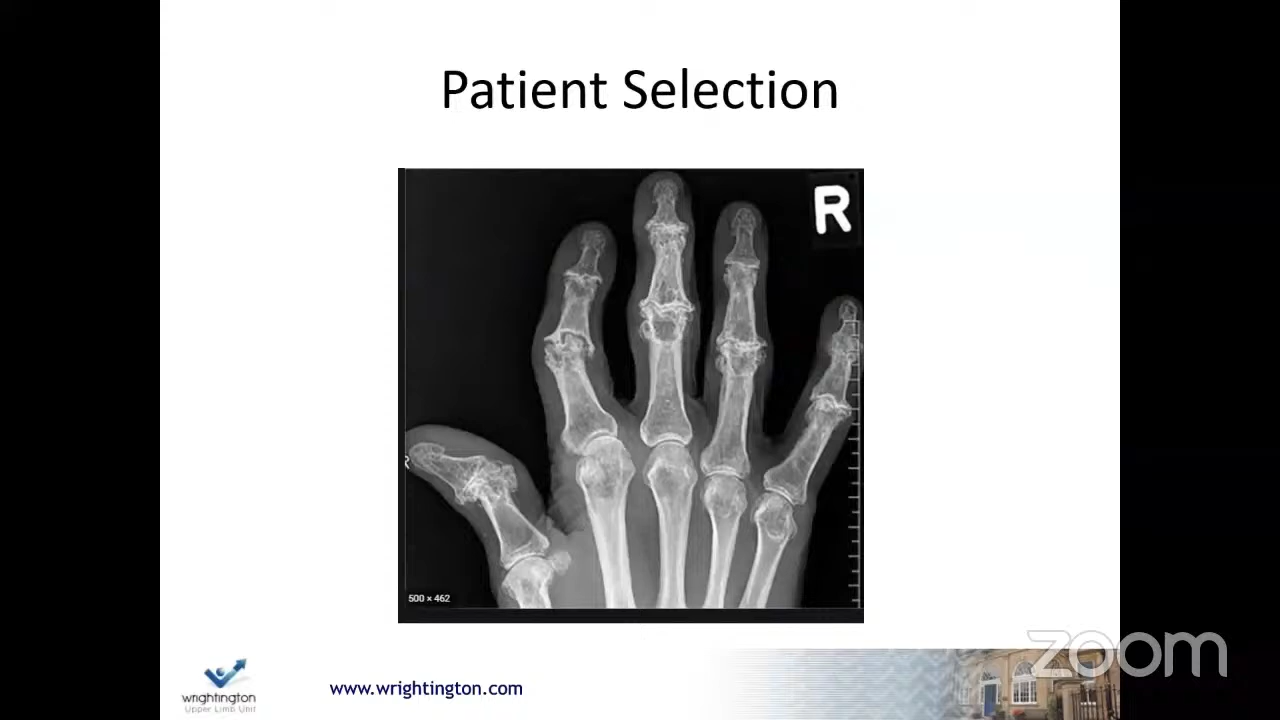 Patient Selection
R
R
500 × 462
wrightington
Upper Limb Unit
www.wrightington.com
zoom